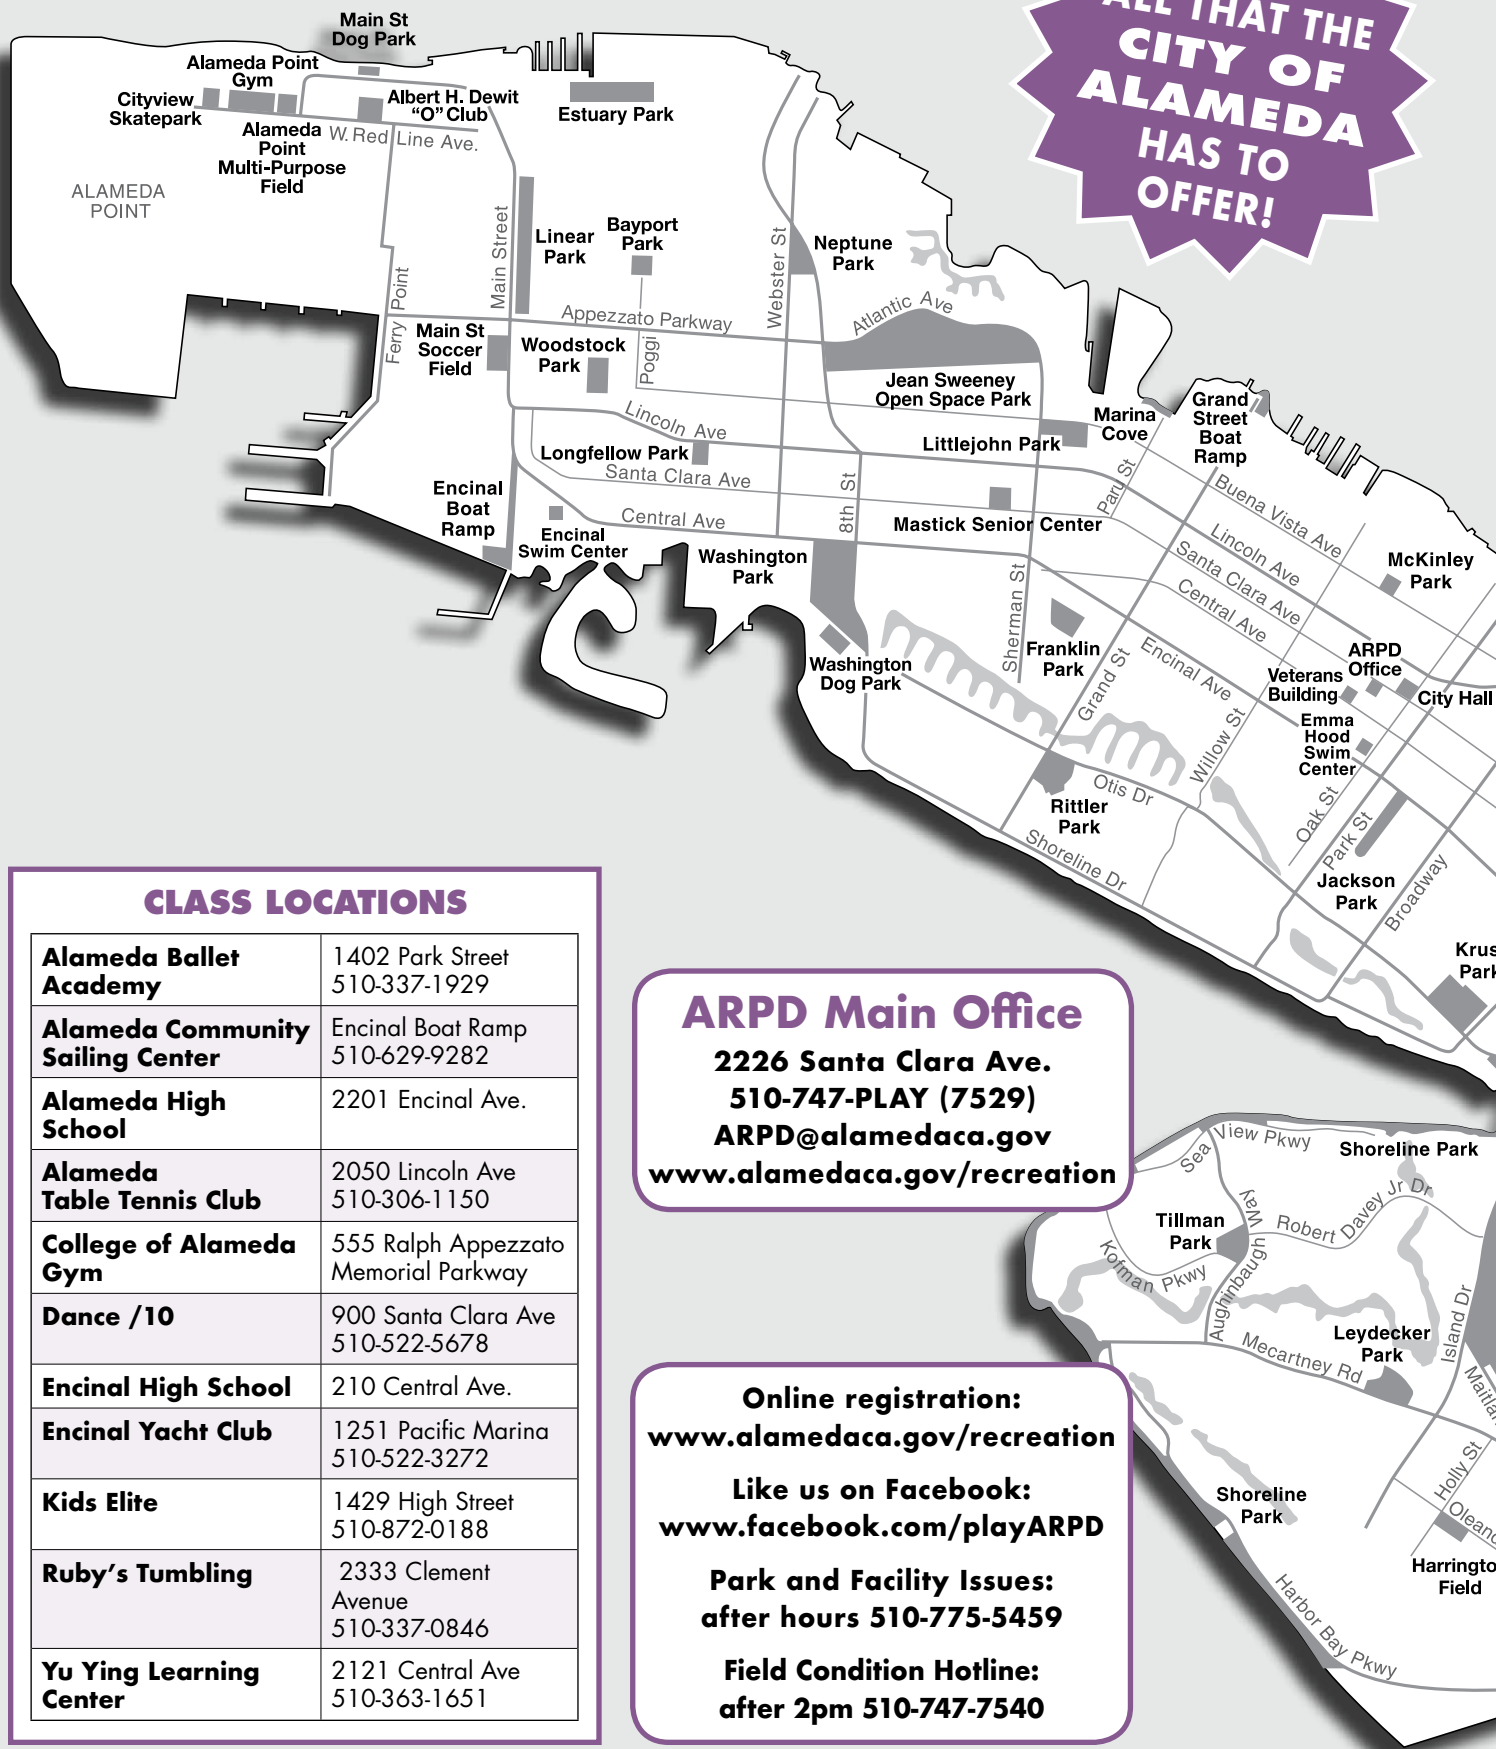 ALL THAT THE
CITY OF
ALAMEDA
HAS TO
OFFER!
Main St
Dog Park
Alameda Point
Gym
Cityview
Skatepark
Albert H. Dewit
“O” Club
Alameda
Point
Multi-Purpose
Field
W. Red Line Ave.
Estuary Park
ALAMEDA
POINT
Main Street
Linear
Park
Bayport
Park
Webster St
Neptune
Park
Ferry Point
Appezzato Parkway
Atlantic Ave
Main St
Soccer
Field
Woodstock
Park
Poggi
Jean Sweeney
Open Space Park
Marina
Cove
Grand
Street
Boat
Ramp
Lincoln Ave
Littlejohn Park
Longfellow Park
Santa Clara Ave
8th St
Paru St
Buena Vista Ave
Encinal
Boat
Ramp
Encinal
Swim Center
Central Ave
Mastick Senior Center
Lincoln Ave
Santa Clara Ave
Central Ave
McKinley
Park
Washington
Park
Sherman St
Franklin
Park
Washington
Dog Park
Grand St
Encinal Ave
ARPD
Office
Veterans
Building
City Hall
Emma
Hood
Swim
Center
Willow St
Otis Dr
Rittler
Park
Oak St
Park St
Shoreline Dr
Jackson
Park
Broadway
Krus
Park
CLASS LOCATIONS
Alameda Ballet 1402 Park Street
Academy 510-337-1929
Alameda Community Encinal Boat Ramp
Sailing Center 510-629-9282
Alameda High 2201 Encinal Ave.
School
Alameda 2050 Lincoln Ave
Table Tennis Club 510-306-1150
College of Alameda 555 Ralph Appezzato
Gym Memorial Parkway
Dance /10 900 Santa Clara Ave
510-522-5678
Encinal High School 210 Central Ave.
Encinal Yacht Club 1251 Pacific Marina
510-522-3272
Kids Elite 1429 High Street
510-872-0188
Ruby’s Tumbling 2333 Clement
Avenue
510-337-0846
Yu Ying Learning 2121 Central Ave
Center 510-363-1651
ARPD Main Office
2226 Santa Clara Ave.
510-747-PLAY (7529)
ARPD@alamedaca.gov
www.alamedaca.gov/recreation
Online registration:
www.alamedaca.gov/recreation
Like us on Facebook:
www.facebook.com/playARPD
Park and Facility Issues:
after hours 510-775-5459
Field Condition Hotline:
after 2pm 510-747-7540
Sea View Pkwy
Shoreline Park
Tillman
Park
Aughinbaugh Way
Robert Davey Jr Dr
Kofman Pkwy
Leydecker
Park
Island Dr
Mecartney Rd
Maitlan
Holly St
Oleand
Shoreline
Park
Harringto
Field
Harbor Bay Pkwy